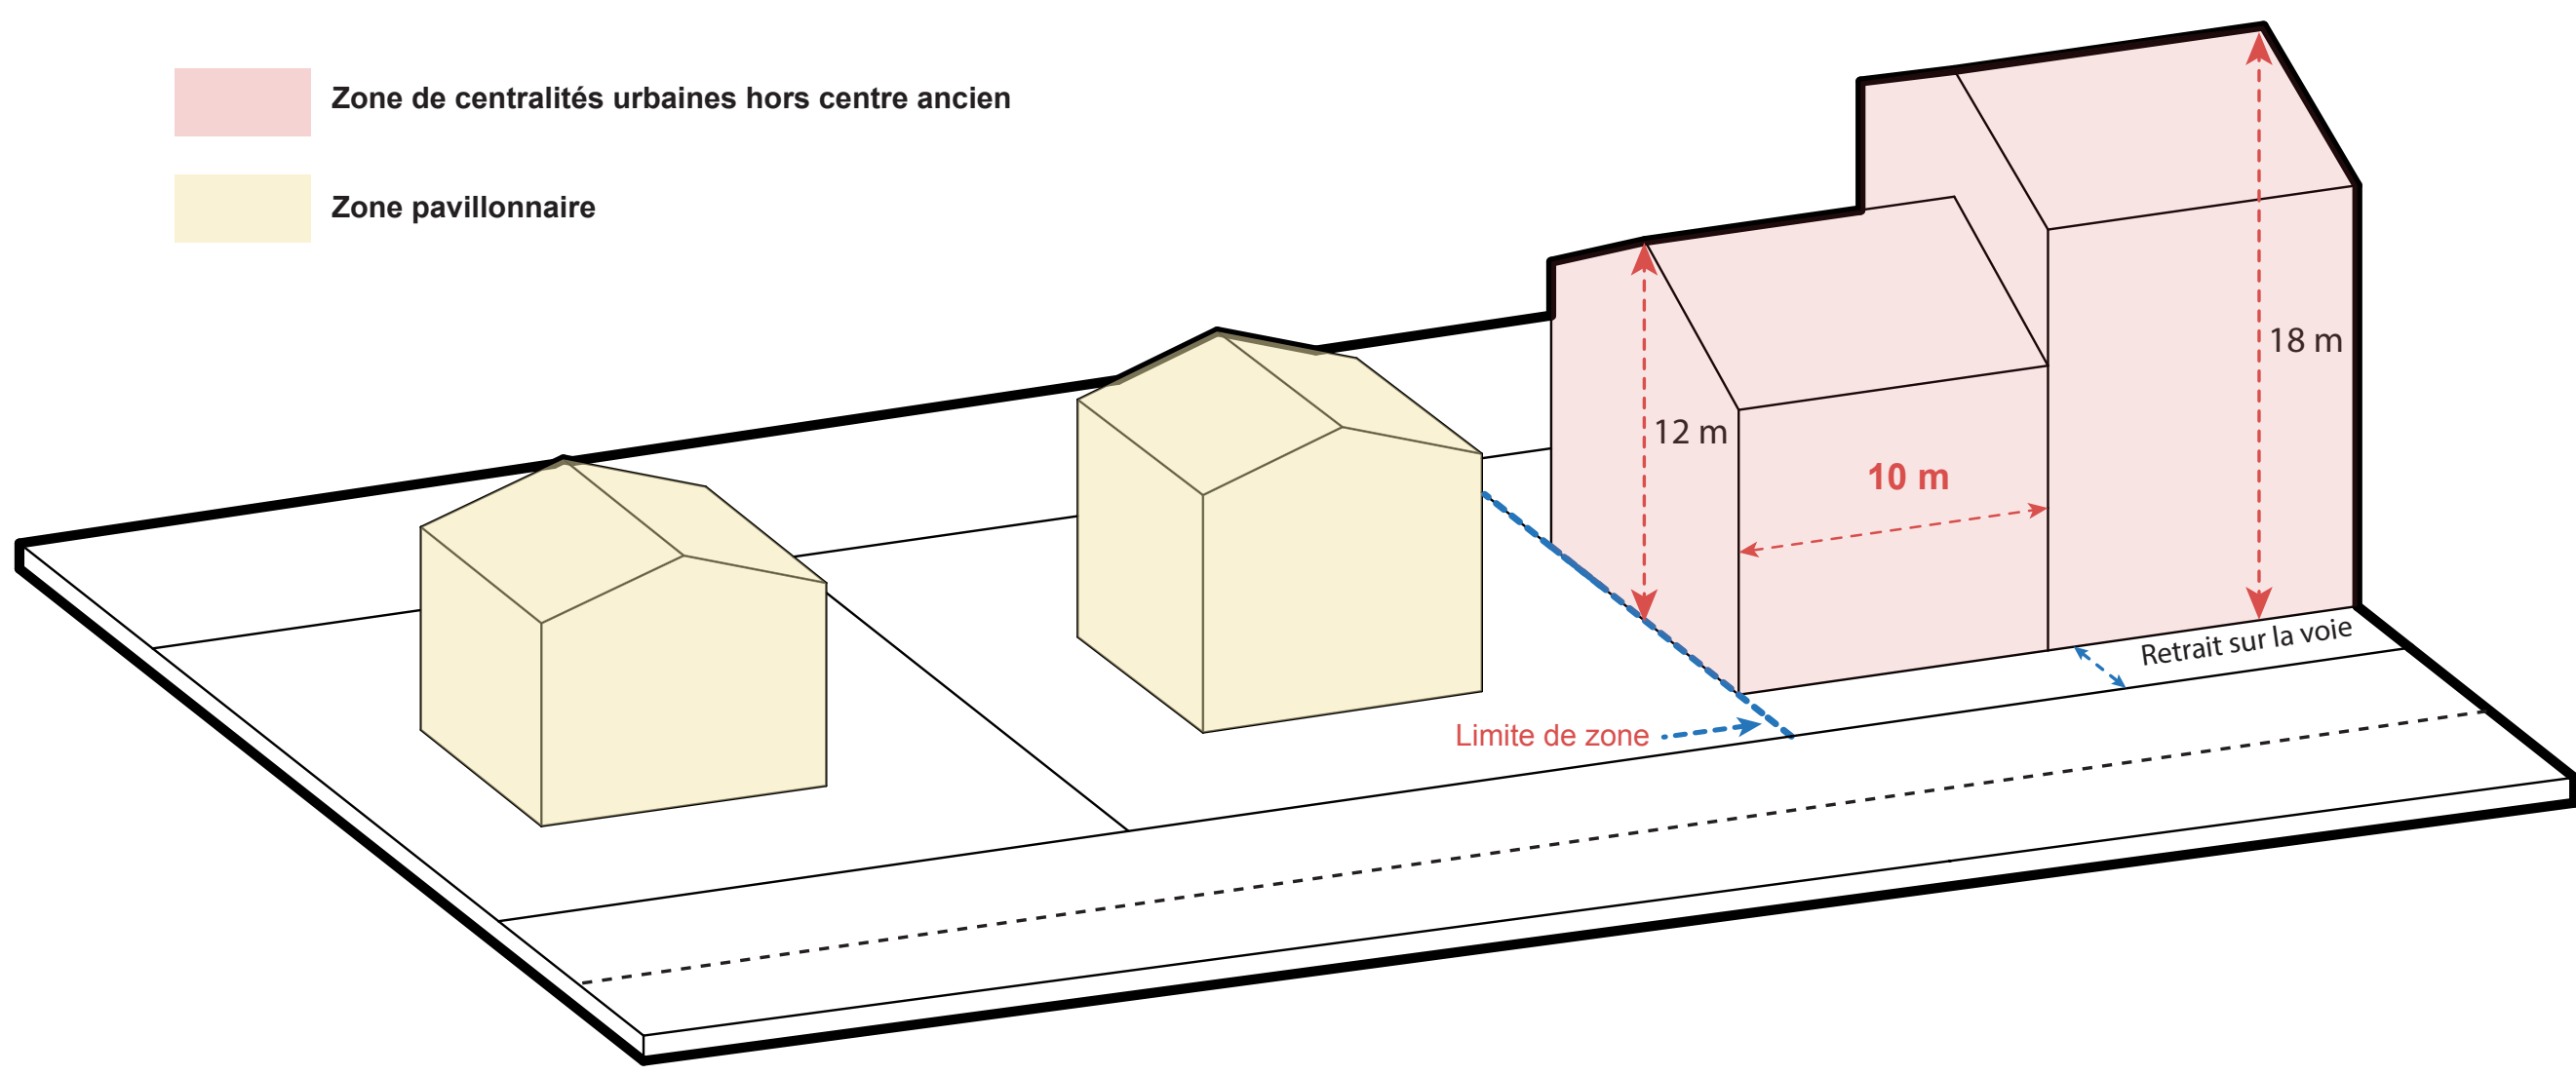 Zone de centralités urbaines hors centre ancien
Zone pavillonnaire
18 m
12 m
10 m
Retrait sur la voie
Limite de zone